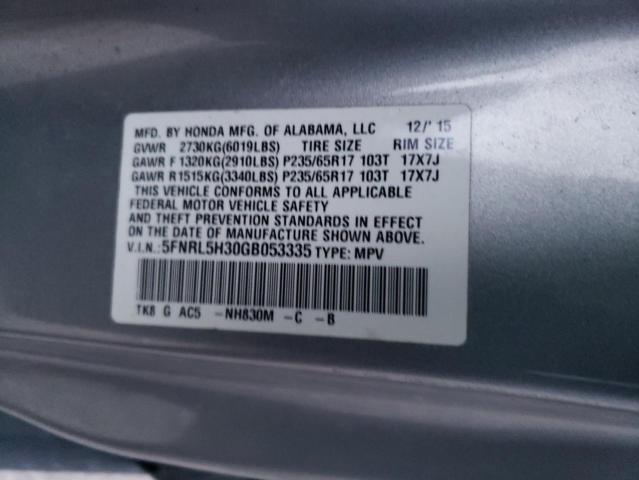 MFD. BY HONDA MFG. OF ALABAMA, LLC 12/'15
GVWR 2730KG(6019LBS) TIRE SIZE RIM SIZE
GAWR F 1320KG(2910LBS) P235/65R17 103T 17X7J
GAWR R1515KG(3340LBS) P235/65R17 103T 17X7J
THIS VEHICLE CONFORMS TO ALL APPLICABLE
FEDERAL MOTOR VEHICLE SAFETY
AND THEFT PREVENTION STANDARDS IN EFFECT
ON THE DATE OF MANUFACTURE SHOWN ABOVE.
V.I.N.: 5FNRL5H30GB053335 TYPE: MPV
TK8 G AC5 -NH830M -C -B